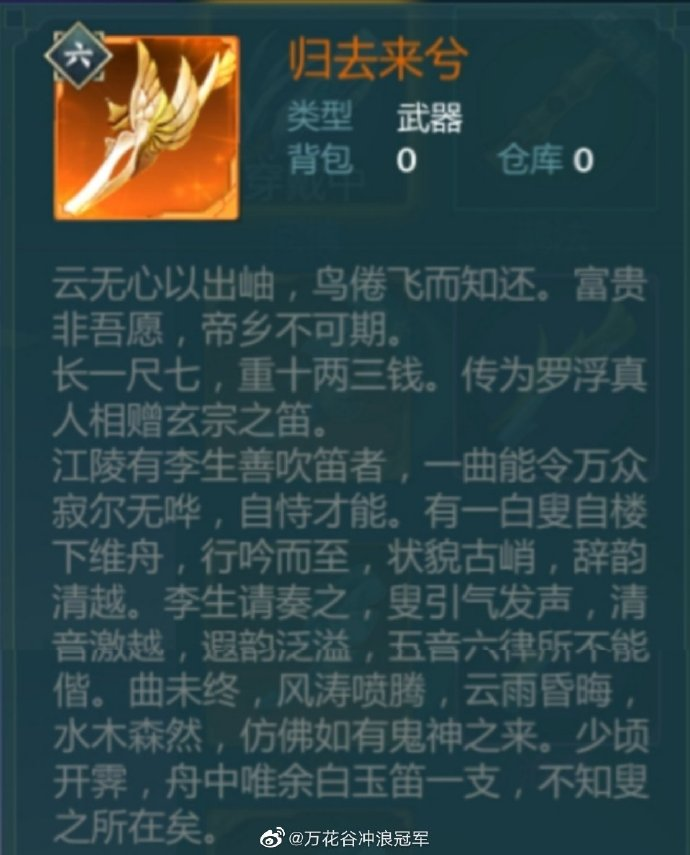 六
归去来兮
类型 武器
背包 0 仓库 0
云无心以出岫，鸟倦飞而知还。富贵
非吾愿，帝乡不可期。
长一尺七，重十两三钱。传为罗浮真
人相赠玄宗之笛。
江陵有李生善吹笛者，一曲能令万众
寂尔无哗，自恃才能。有一白叟自楼
下维舟，行吟而至，状貌古峭，辞韵
清越。李生请奏之，叟引气发声，清
音激越，遐韵泛溢，五音六律所不能
偕。曲未终，风涛喷腾，云雨昏晦，
水木森然，仿佛如有鬼神之来。少顷
开霁，舟中唯余白玉笛一支，不知叟
之所在矣。
@万花谷冲浪冠军